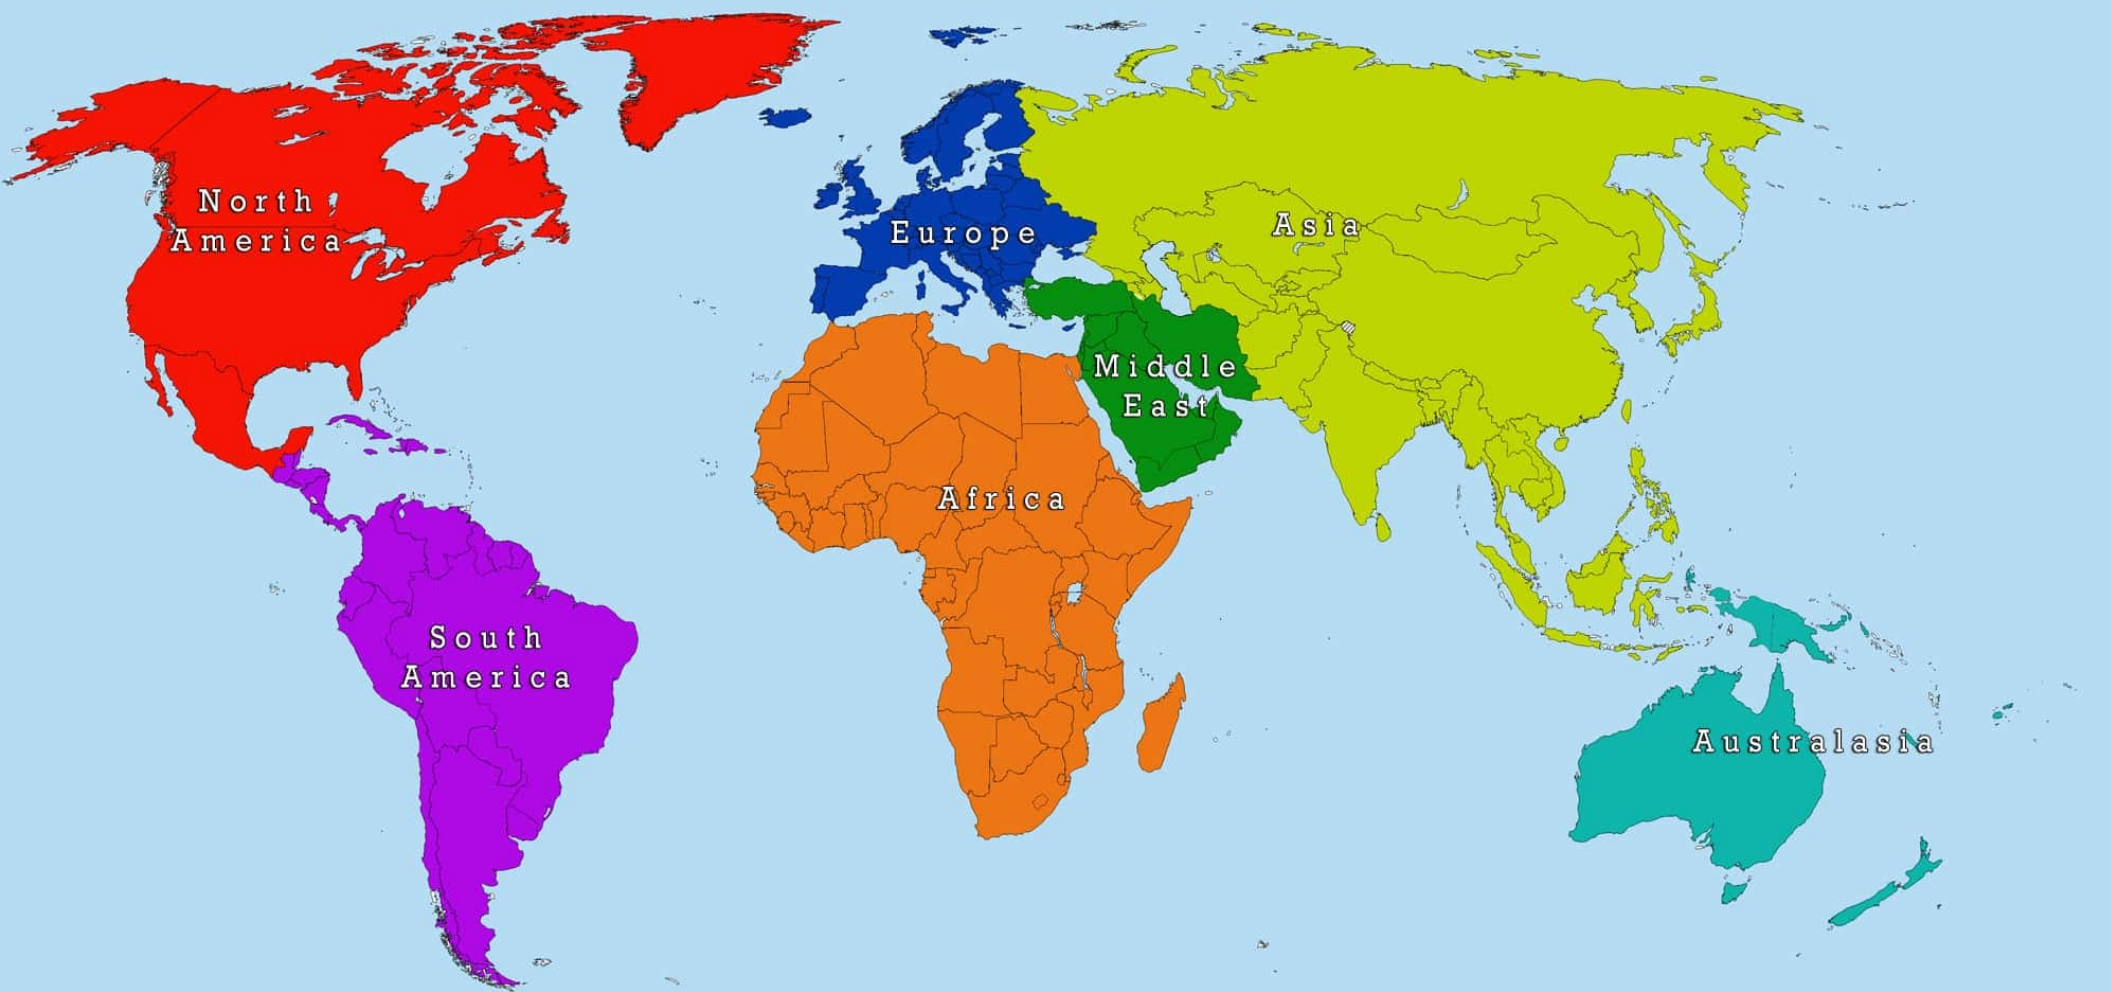 North
America
Europe
Asia
Middle
East
Africa
South
America
Australasia